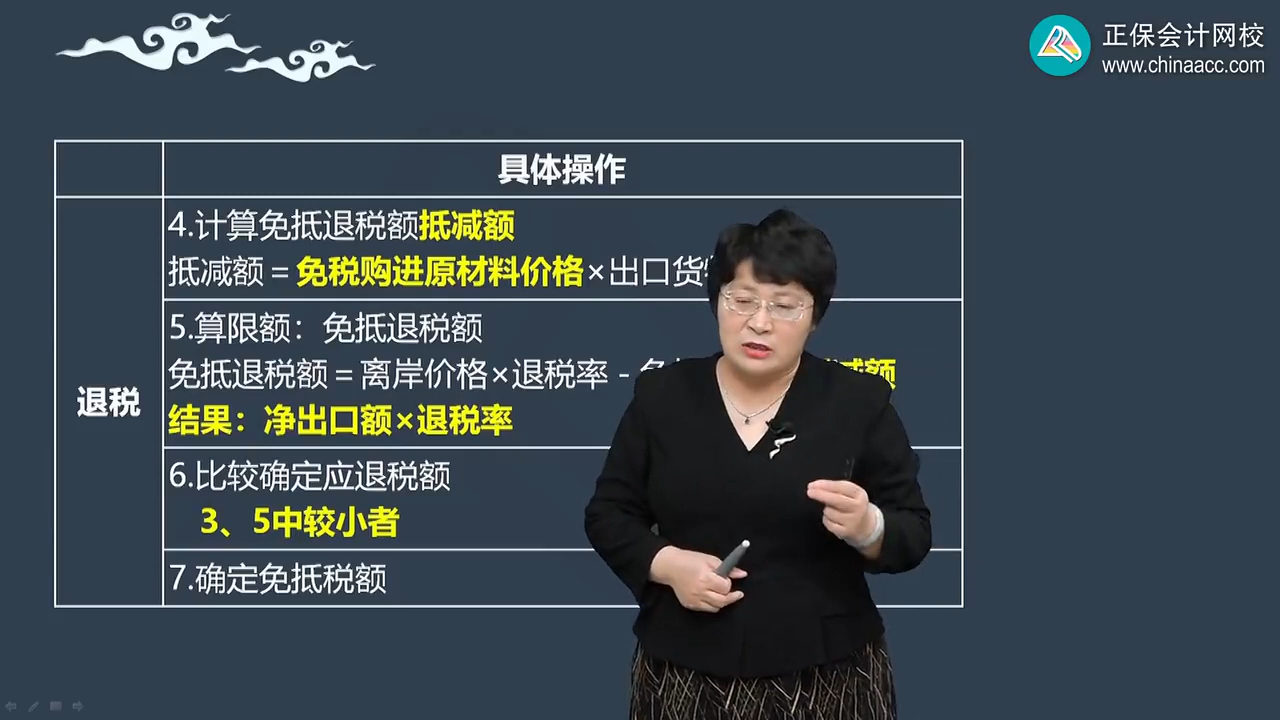 正保会计网校
www.chinaacc.com
具体操作
退税
4.计算免抵退税额抵减额
抵减额＝免税购进原材料价格×出口货
5.算限额：免抵退税额
免抵退税额＝离岸价格×退税率－
减额
结果：净出口额×退税率
6.比较确定应退税额
3、5中较小者
7.确定免抵税额